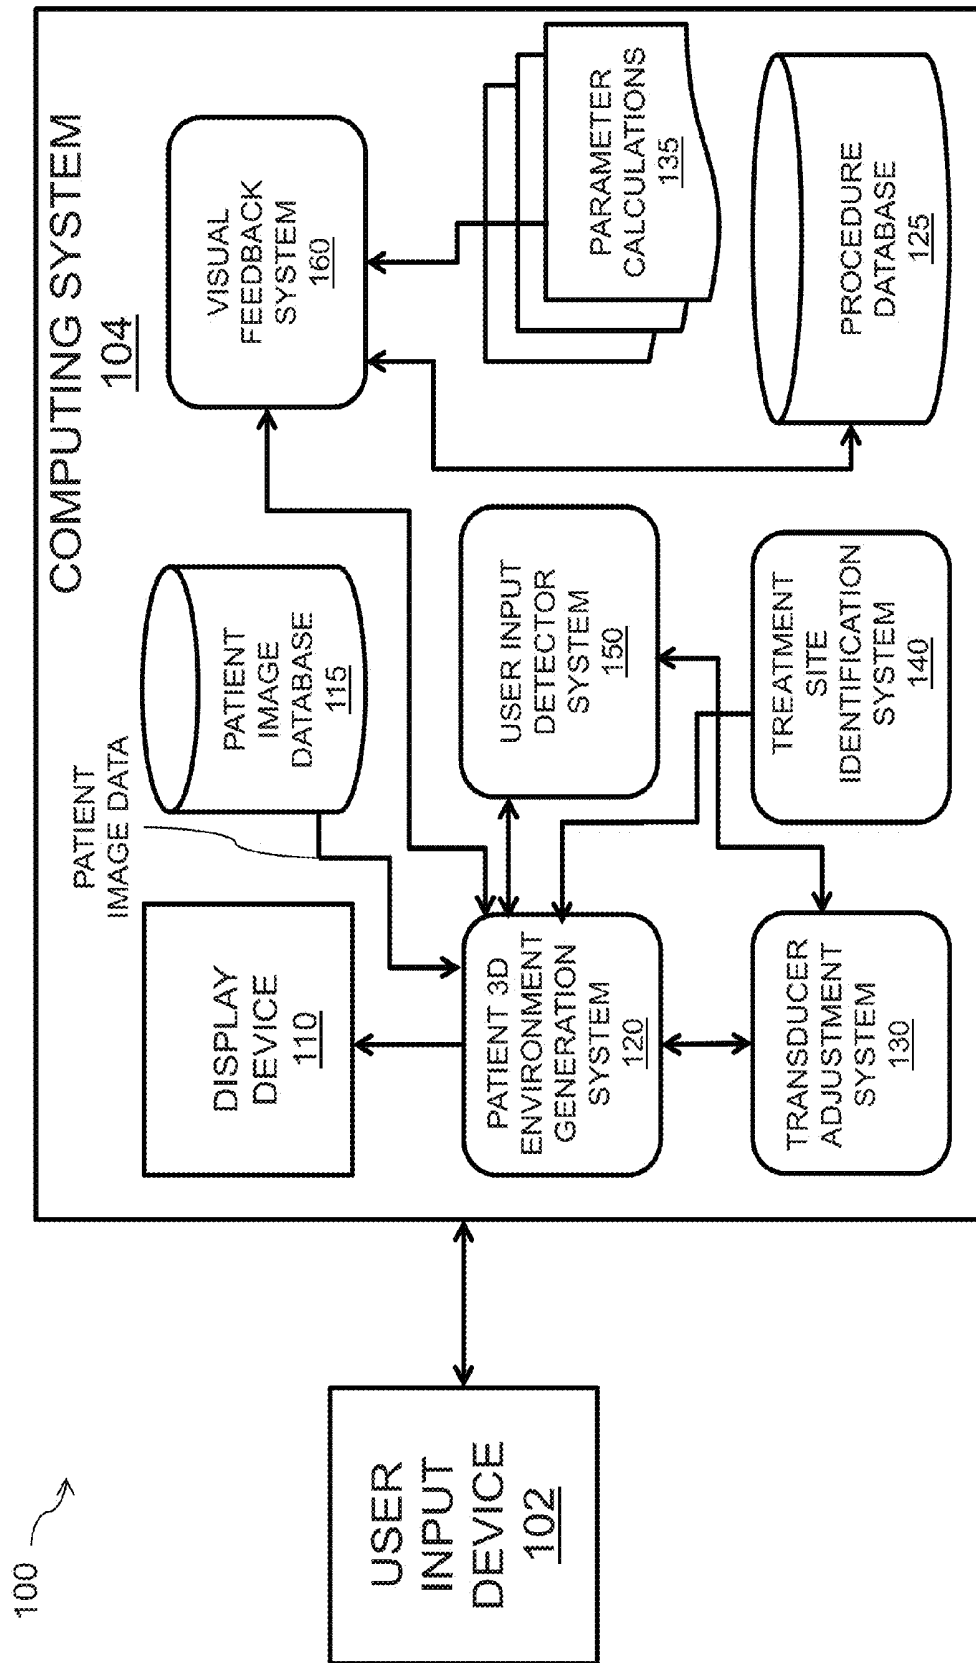 100
USER
INPUT
DEVICE
102
COMPUTING SYSTEM
104
DISPLAY
DEVICE
110
PATIENT
IMAGE DATA
PATIENT
IMAGE
DATABASE
115
VISUAL
FEEDBACK
SYSTEM
160
PATIENT 3D
ENVIRONMENT
GENERATION
SYSTEM
120
USER INPUT
DETECTOR
SYSTEM
150
PARAMETER
CALCULATIONS
135
TRANSDUCER
ADJUSTMENT
SYSTEM
130
TREATMENT
SITE
IDENTIFICATION
SYSTEM
140
PROCEDURE
DATABASE
125